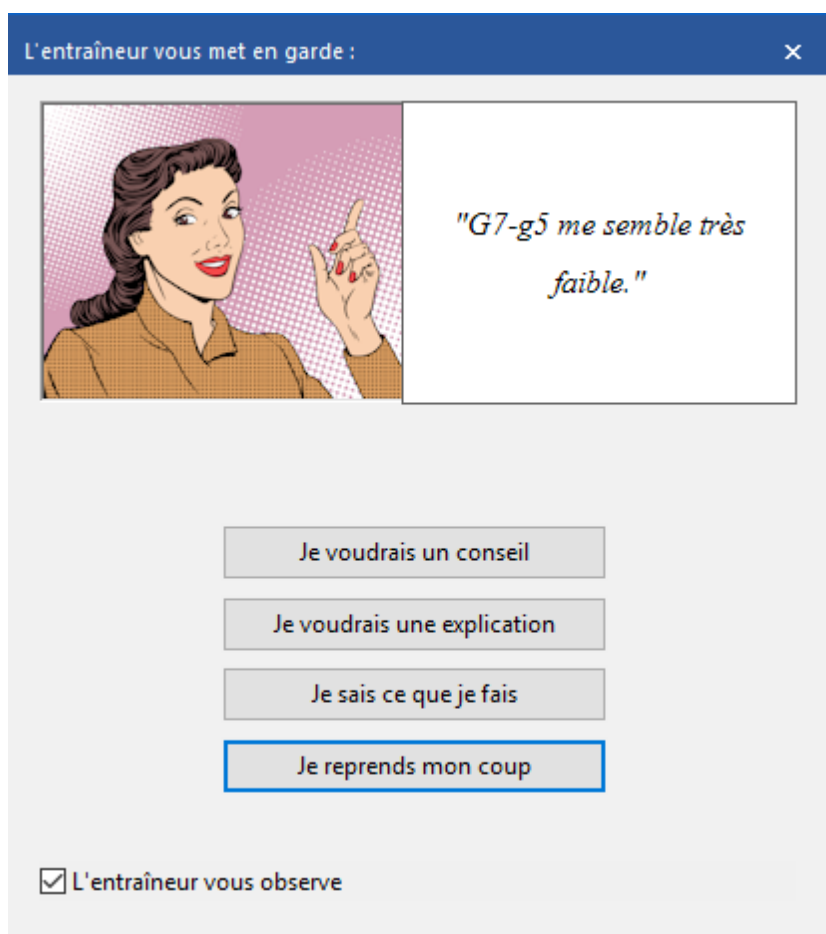 L'entraîneur vous met en garde :
"G7-g5 me semble très
faible."
Je voudrais un conseil
Je voudrais une explication
Je sais ce que je fais
Je reprends mon coup
L'entraîneur vous observe